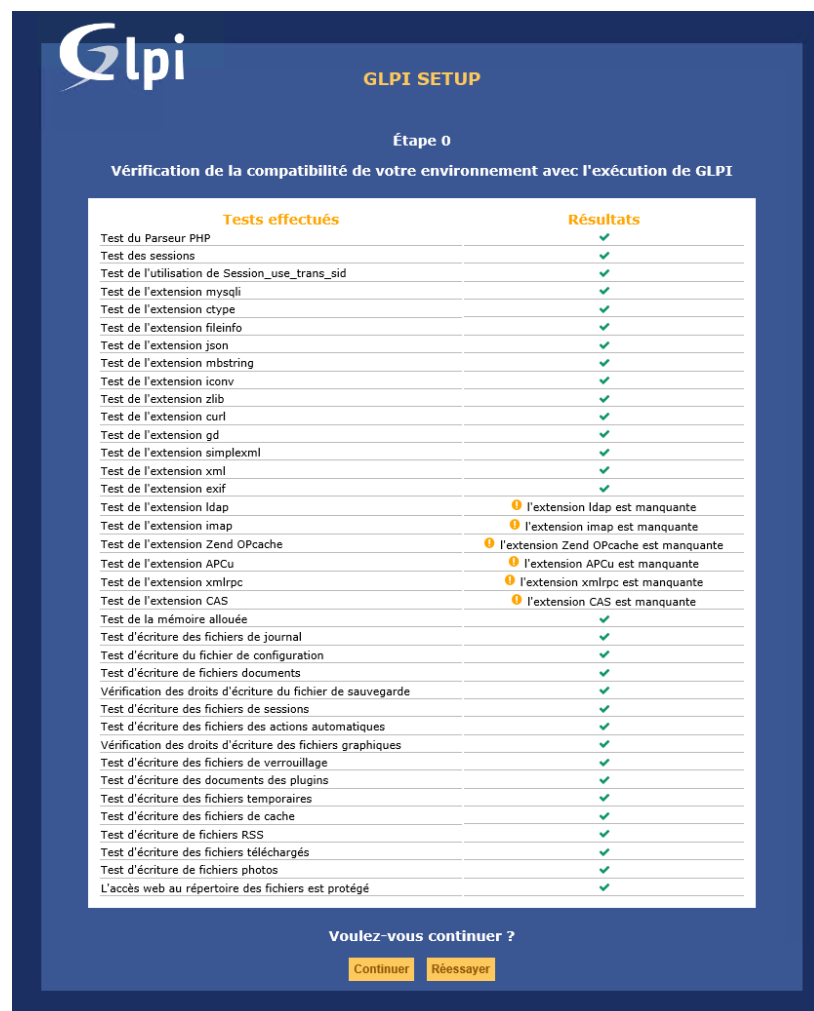 Glpi
GLPI SETUP
Étape 0
Vérification de la compatibilité de votre environnement avec l'exécution de GLPI
Tests effectués Résultats
Test du Parseur PHP
Test des sessions
Test de l'utilisation de Session_use_trans_sid
Test de l'extension mysqli
Test de l'extension ctype
Test de l'extension fileinfo
Test de l'extension json
Test de l'extension mbstring
Test de l'extension iconv
Test de l'extension zlib
Test de l'extension curl
Test de l'extension gd
Test de l'extension simplexml
Test de l'extension xml
Test de l'extension exif
Test de l'extension ldap l'extension ldap est manquante
Test de l'extension imap l'extension imap est manquante
Test de l'extension Zend OPcache l'extension Zend OPcache est manquante
Test de l'extension APCu l'extension APCu est manquante
Test de l'extension xmlrpc l'extension xmlrpc est manquante
Test de l'extension CAS l'extension CAS est manquante
Test de la mémoire allouée
Test d'écriture des fichiers de journal
Test d'écriture du fichier de configuration
Test d'écriture de fichiers documents
Vérification des droits d'écriture du fichier de sauvegarde
Test d'écriture des fichiers de sessions
Test d'écriture des fichiers des actions automatiques
Vérification des droits d'écriture des fichiers graphiques
Test d'écriture des fichiers de verrouillage
Test d'écriture des documents des plugins
Test d'écriture des fichiers temporaires
Test d'écriture des fichiers de cache
Test d'écriture de fichiers RSS
Test d'écriture des fichiers téléchargés
Test d'écriture de fichiers photos
L'accès web au répertoire des fichiers est protégé
Voulez-vous continuer ?
Continuer Réessayer